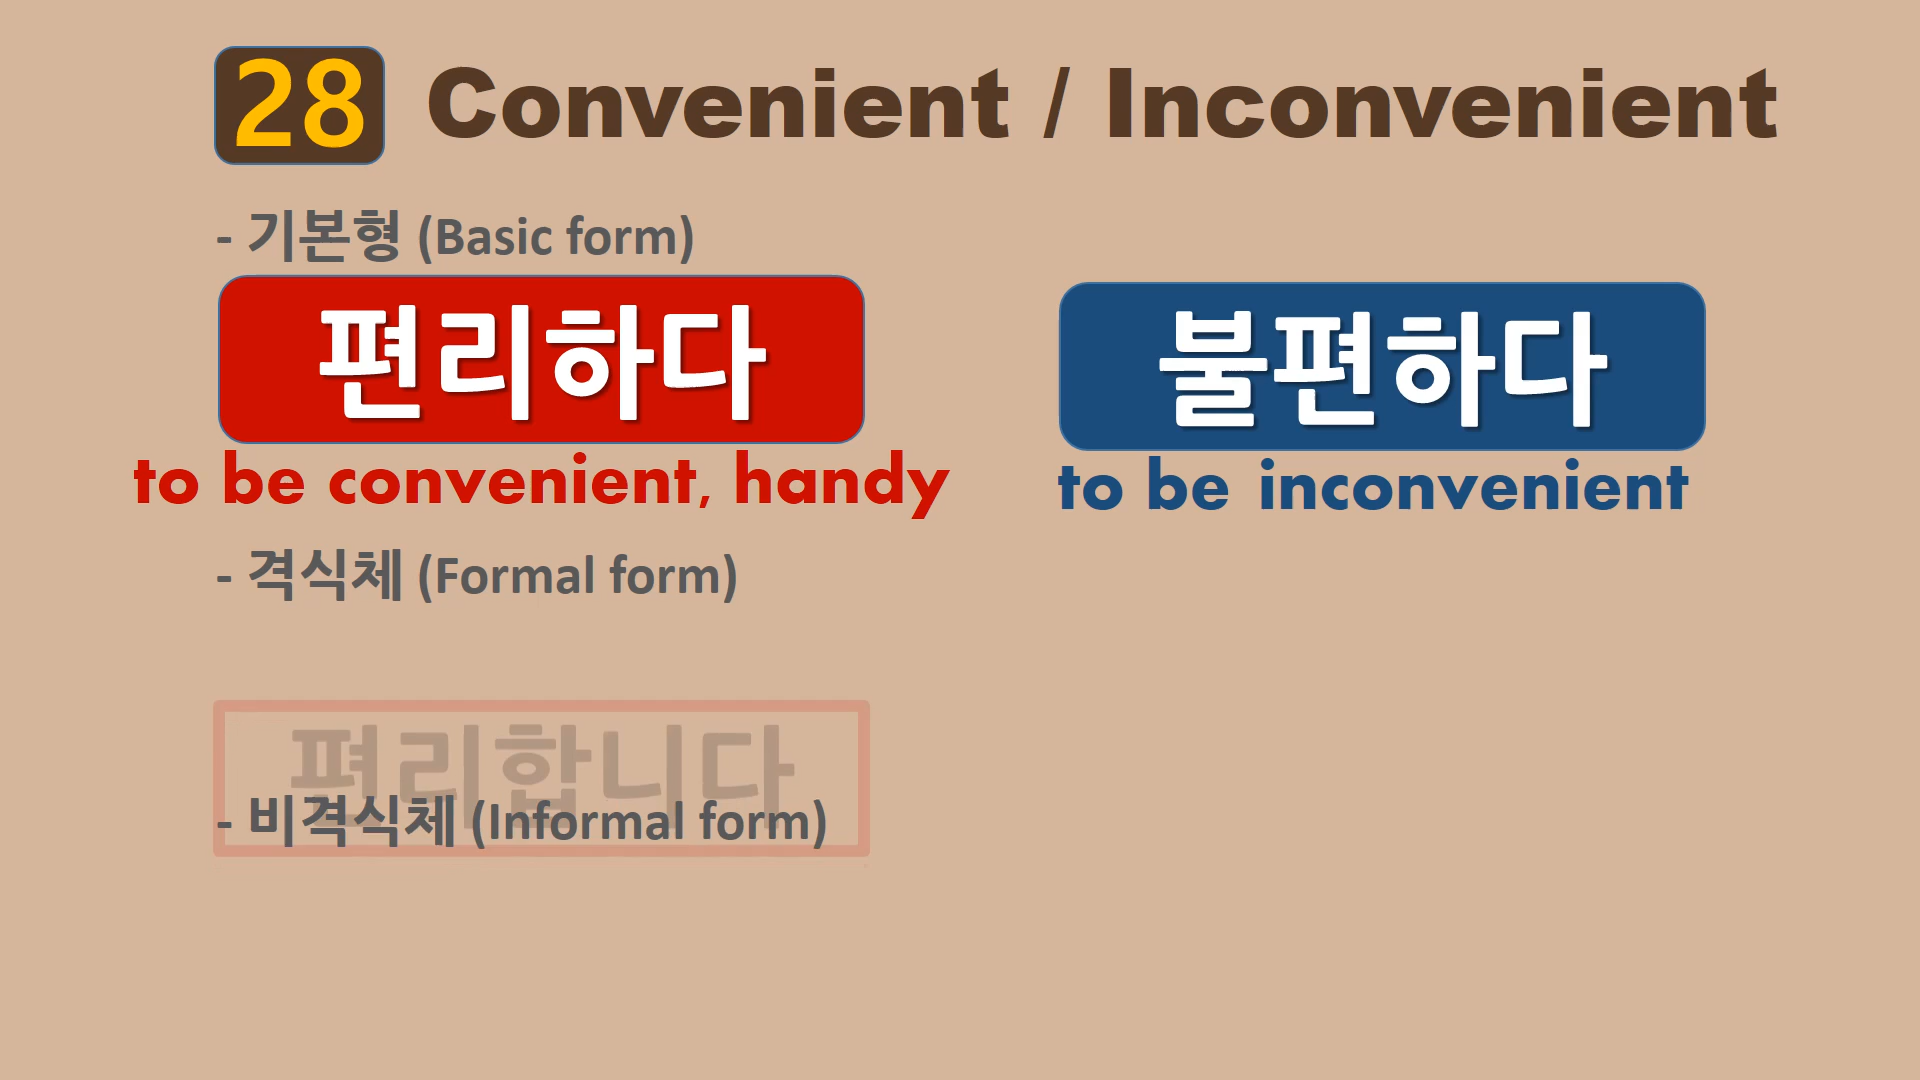 28 Convenient / Inconvenient
- 기본형 (Basic form)
편리하다 불편하다
to be convenient, handy to be inconvenient
- 격식체 (Formal form)
편리합니다
- 비격식체 (Informal form)